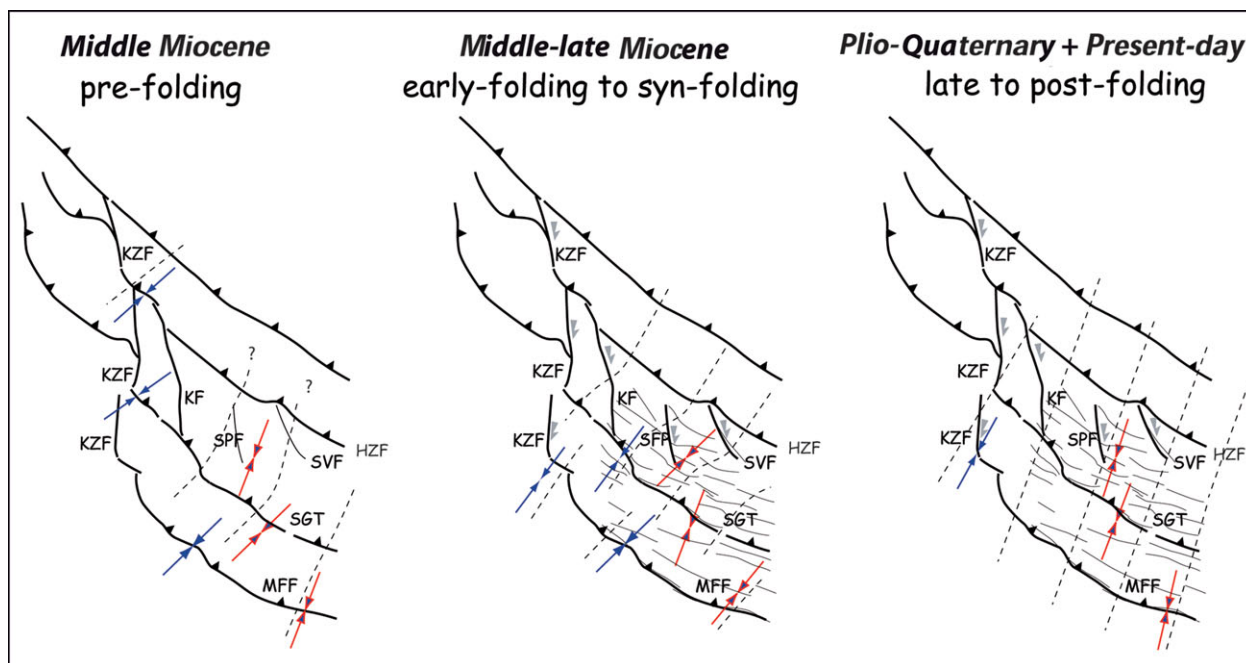 Middle Miocene
pre-folding
KZF
?
?
KZF
KF
KZF
SPF
SVF
HZF
SGT
MFF
Middle-late Miocene
early-folding to syn-folding
KZF
KZF
KF
KZF
SFP
SVF
HZF
SGT
MFF
Plio-Quaternary + Present-day
late to post-folding
KZF
KZF
KF
KZF
SPF
SVF
HZF
SGT
MFF